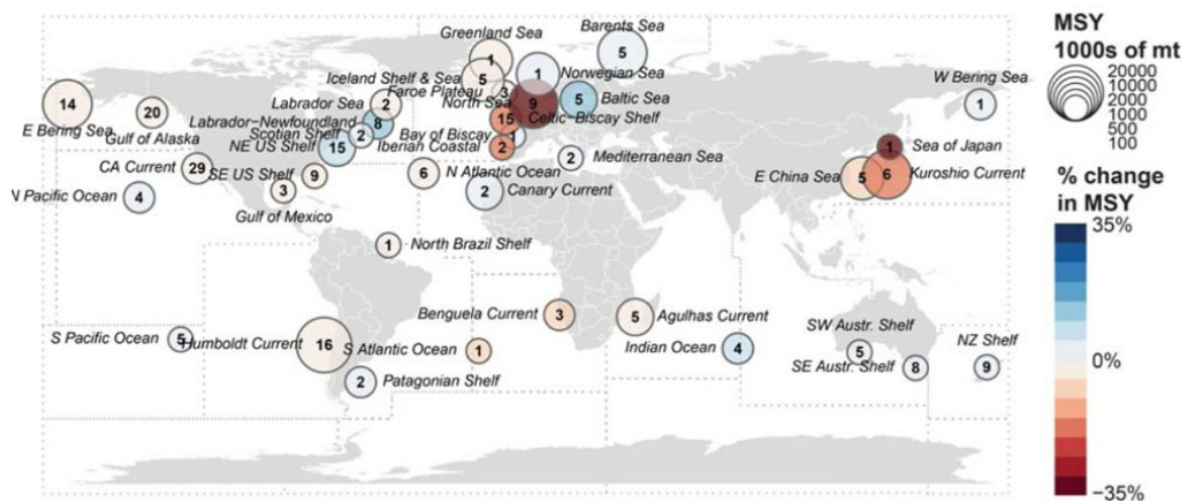 Greenland Sea
Barents Sea
MSY
1000s of mt
20000
10000
2000
1000
500
100
1
5
Iceland Shelf & Sea
5
1
Norwegian Sea
W Bering Sea
Faroe Plateau
3
14
20
Labrador Sea
2
North Sea
9
5
Baltic Sea
1
E Bering Sea
Gulf of Alaska
Labrador-Newfoundland
8
15
Celtic-Biscay Shelf
Scotian Shelf
2
Bay of Biscay
1
NE US Shelf
15
Iberian Coastal
2
1
Sea of Japan
CA Current
29
SE US Shelf
9
6
N Atlantic Ocean
2
Mediterranean Sea
E China Sea
5
6
Kuroshio Current
% change
in MSY
N Pacific Ocean
4
3
2
Canary Current
Gulf of Mexico
35%
1
North Brazil Shelf
Benguela Current
3
5
Agulhas Current
SW Austr. Shelf
S Pacific Ocean
5
Humboldt Current
16
S Atlantic Ocean
1
Indian Ocean
4
5
NZ Shelf
0%
SE Austr. Shelf
8
9
2
Patagonian Shelf
−35%